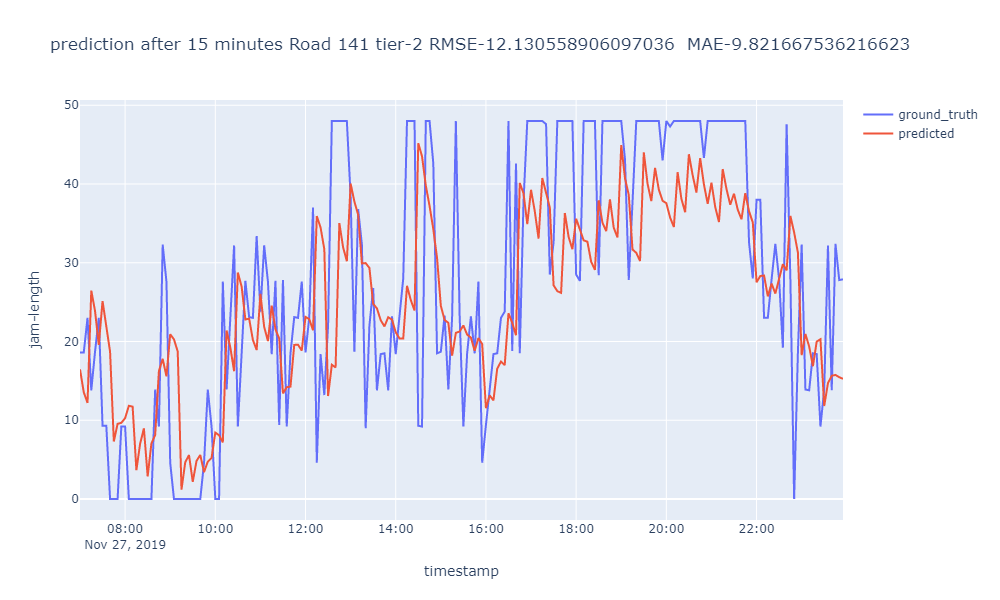 prediction after 15 minutes Road 141 tier-2 RMSE-12.130558906097036 MAE-9.821667536216623
ground_truth
predicted
jam-length
50
40
30
20
10
0
08:00 10:00 12:00 14:00 16:00 18:00 20:00 22:00
Nov 27, 2019
timestamp